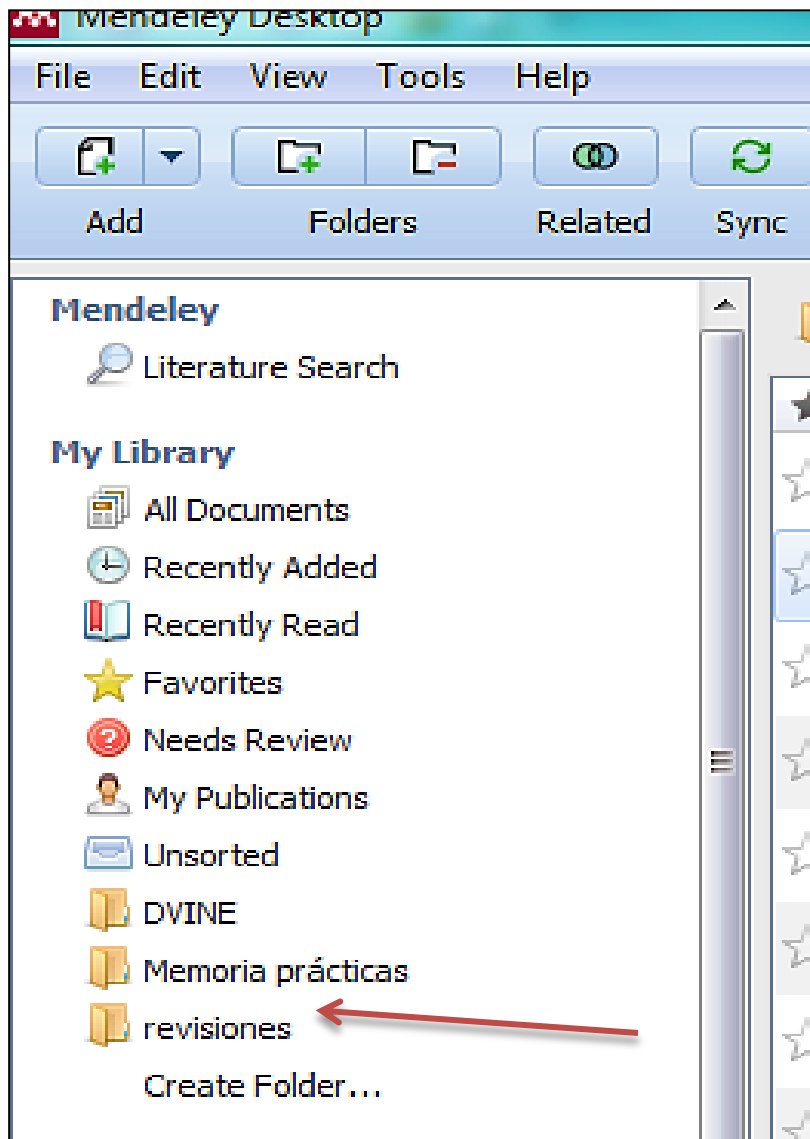 Mendeley Desktop
File Edit View Tools Help
Add Folders Related Sync
Mendeley
Literature Search
My Library
All Documents
Recently Added
Recently Read
Favorites
Needs Review
My Publications
Unsorted
DVINE
Memoria prácticas
revisiones
Create Folder...